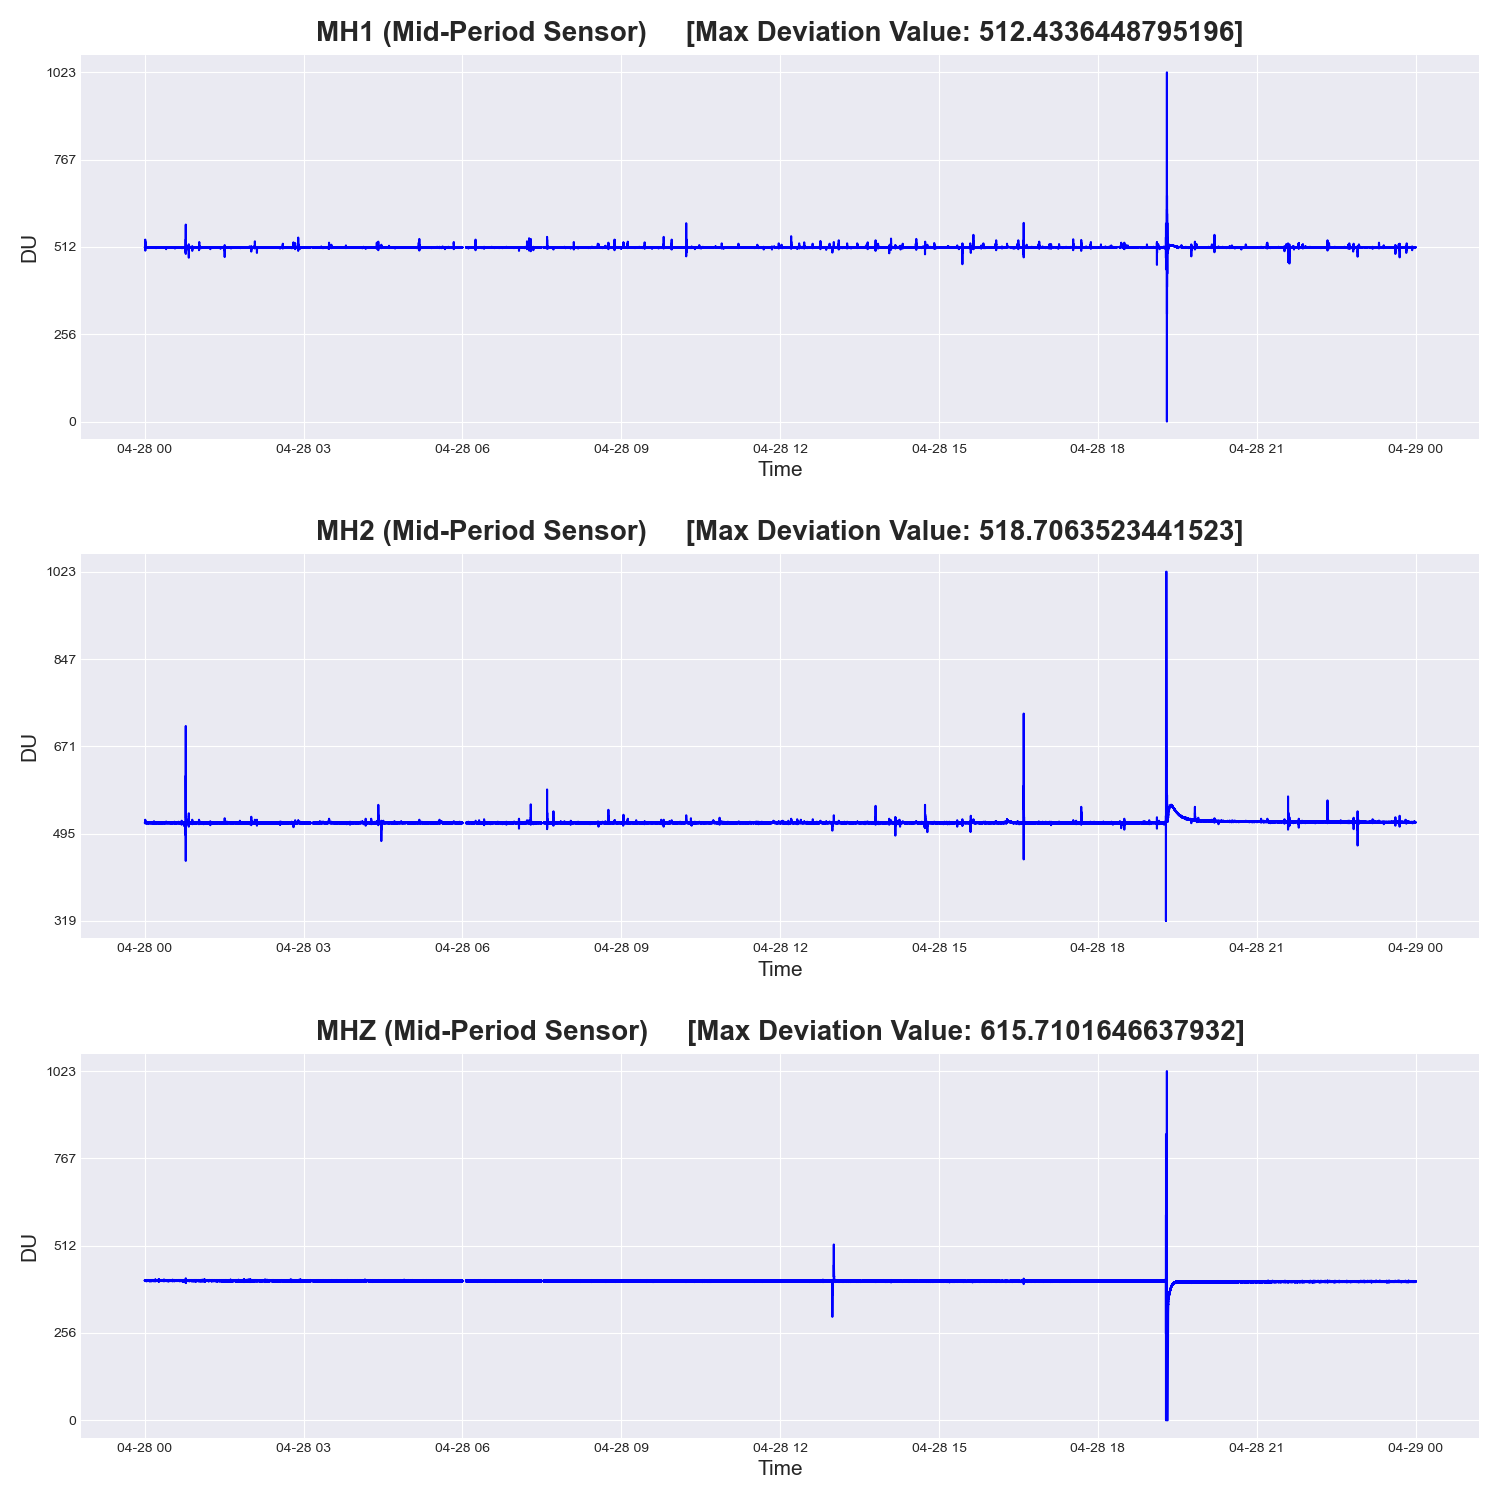 MH1 (Mid-Period Sensor) [Max Deviation Value: 512.4336448795196]
1023
767
512
256
0
DU
04-28 00 04-28 03 04-28 06 04-28 09 04-28 12 04-28 15 04-28 18 04-28 21 04-29 00
Time
MH2 (Mid-Period Sensor) [Max Deviation Value: 518.7063523441523]
1023
847
671
495
319
DU
04-28 00 04-28 03 04-28 06 04-28 09 04-28 12 04-28 15 04-28 18 04-28 21 04-29 00
Time
MHZ (Mid-Period Sensor) [Max Deviation Value: 615.7101646637932]
1023
767
512
256
0
DU
04-28 00 04-28 03 04-28 06 04-28 09 04-28 12 04-28 15 04-28 18 04-28 21 04-29 00
Time